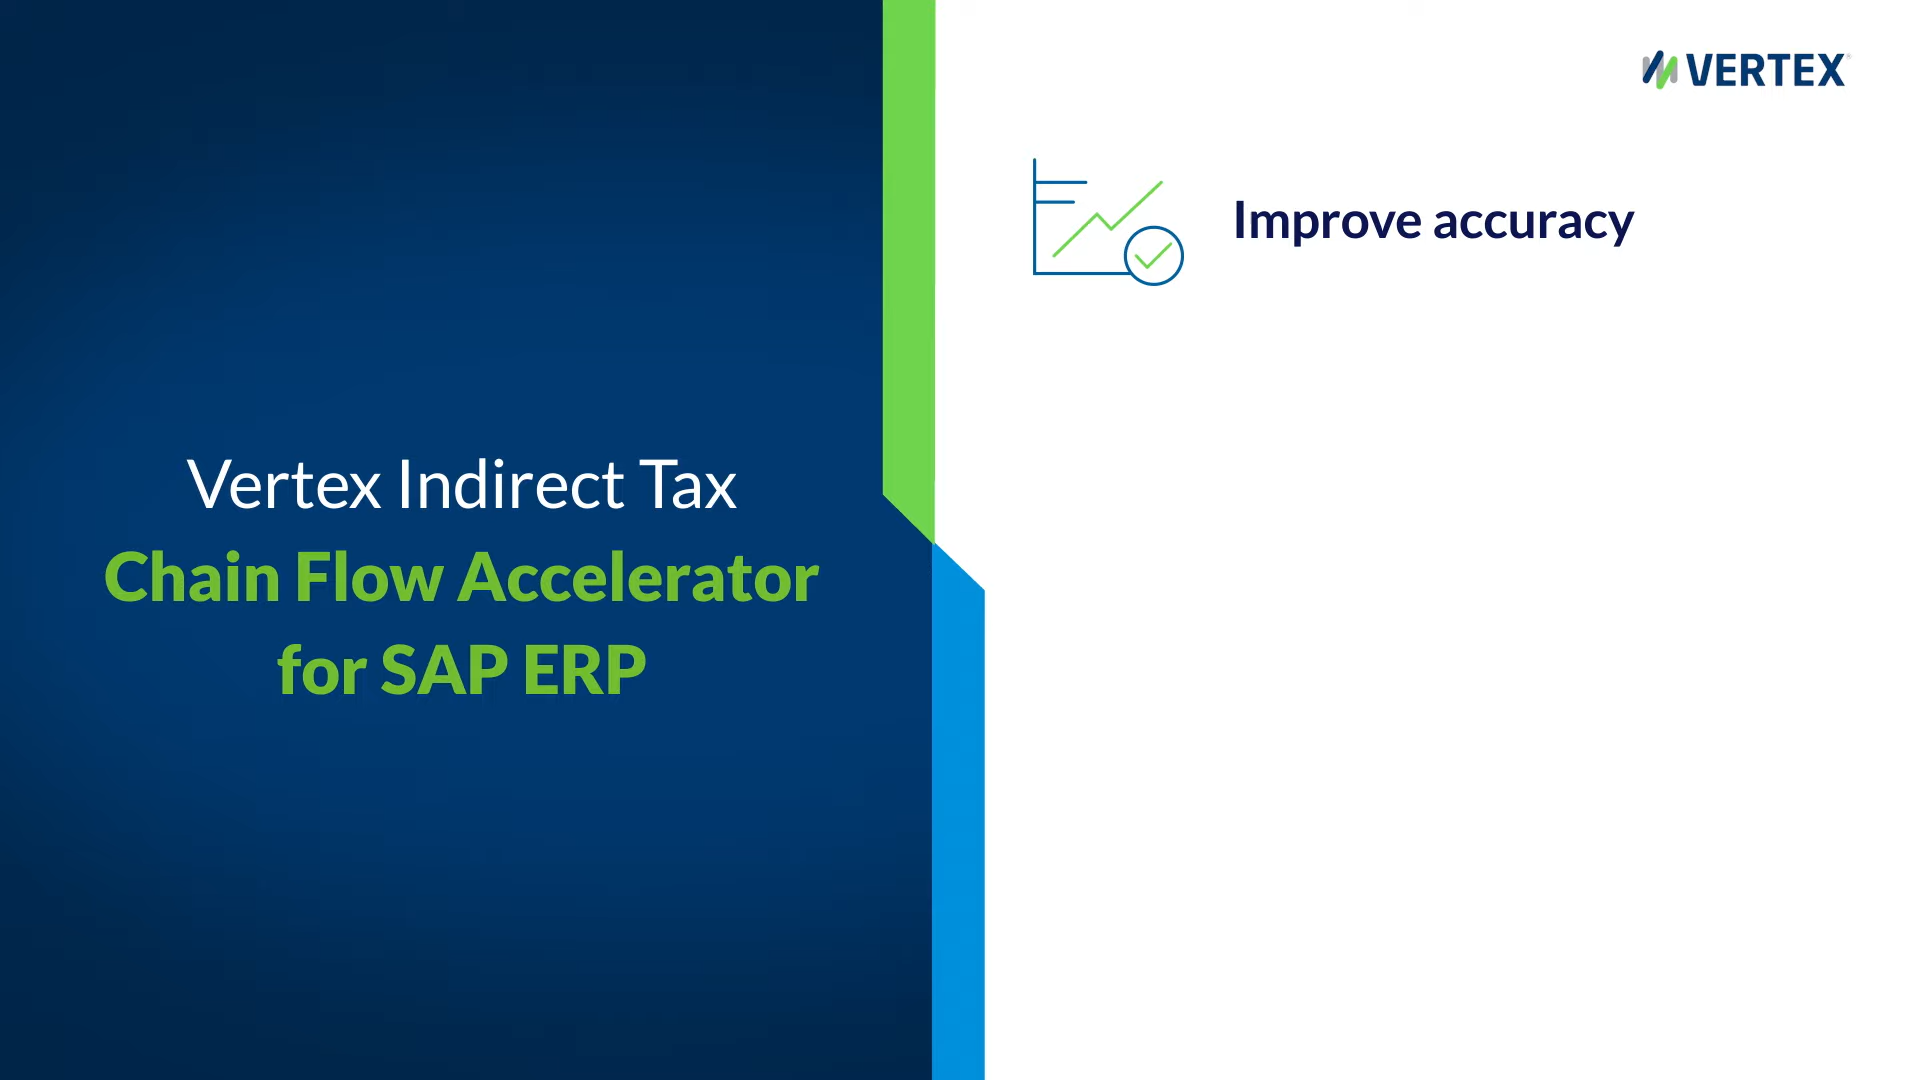 Vertex Indirect Tax
Chain Flow Accelerator
for SAP ERP
VERTEX
Improve accuracy